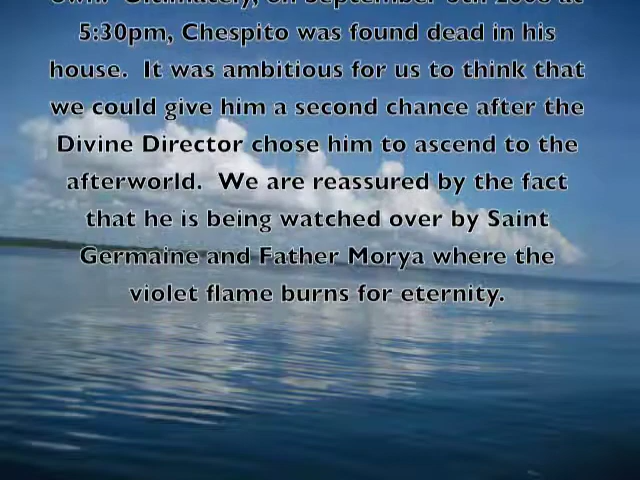 5:30pm, Chespito was found dead in his
house. It was ambitious for us to think that
we could give him a second chance after the
Divine Director chose him to ascend to the
afterworld. We are reassured by the fact
that he is being watched over by Saint
Germaine and Father Morya where the
violet flame burns for eternity.